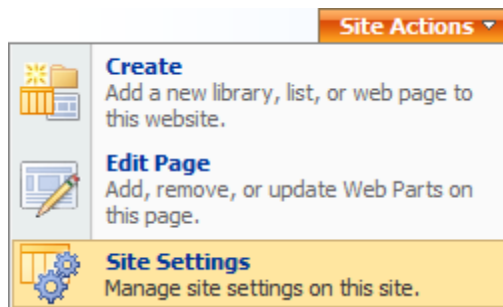 Site Actions
Create
Add a new library, list, or web page to
this website.
Edit Page
Add, remove, or update Web Parts on
this page.
Site Settings
Manage site settings on this site.